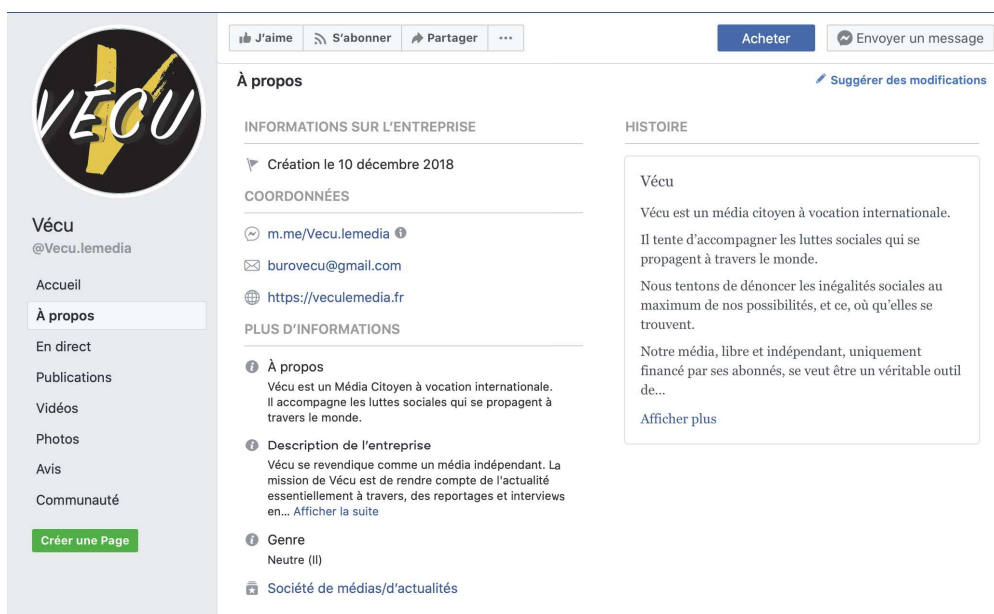 VÉCU
Vécu
@Vecu.lemedia
Accueil
À propos
En direct
Publications
Vidéos
Photos
Avis
Communauté
Créer une Page
J'aime
S'abonner
Partager
...
Acheter
Envoyer un message
À propos
Suggérer des modifications
INFORMATIONS SUR L'ENTREPRISE
Création le 10 décembre 2018
COORDONNÉES
m.me/Vecu.lemedia
burovecu@gmail.com
https://veculemedia.fr
PLUS D'INFORMATIONS
À propos
Vécu est un Média Citoyen à vocation internationale.
Il accompagne les luttes sociales qui se propagent à
travers le monde.
Description de l'entreprise
Vécu se revendique comme un média indépendant. La
mission de Vécu est de rendre compte de l'actualité
essentiellement à travers, des reportages et interviews
en... Afficher la suite
Genre
Neutre (Il)
Société de médias/d'actualités
HISTOIRE
Vécu
Vécu est un média citoyen à vocation internationale.
Il tente d'accompagner les luttes sociales qui se
propagent à travers le monde.
Nous tentons de dénoncer les inégalités sociales au
maximum de nos possibilités, et ce, où qu'elles se
trouvent.
Notre média, libre et indépendant, uniquement
financé par ses abonnés, se veut être un véritable outil
de...
Afficher plus